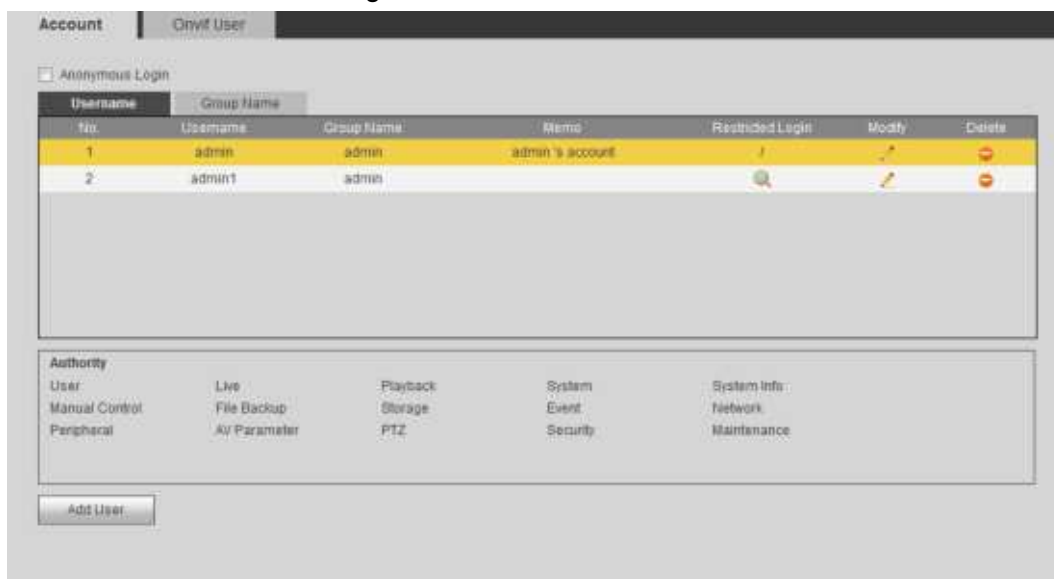 Account Onvif User
Anonymous Login
Username Group Name
No. Username Group Name Memo Restricted Login Modify Delete
1 admin admin admin 's account /
2 admin1 admin
Authority
User Live Playback System System Info
Manual Control File Backup Storage Event Network
Peripheral AV Parameter PTZ Security Maintenance
Add User